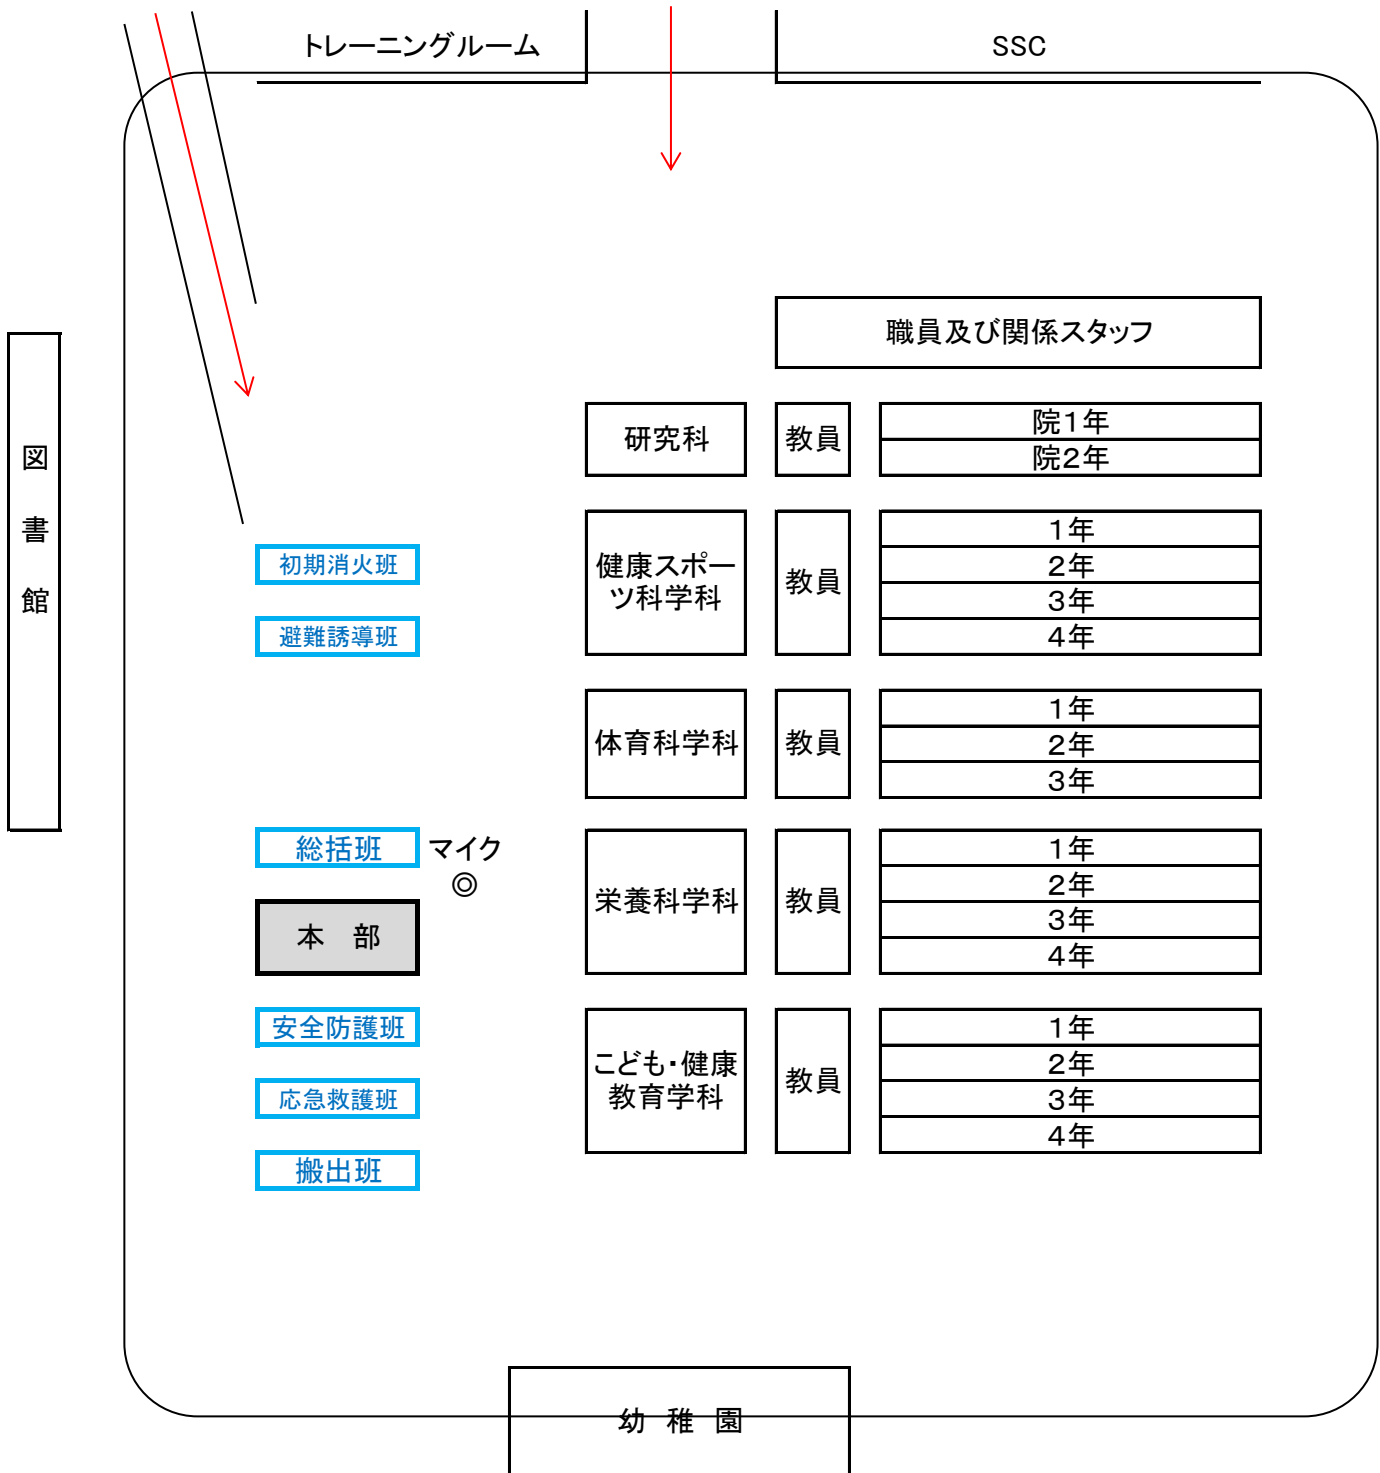 トレーニングルーム
SSC
職員及び関係スタッフ
図
書
館
研究科
教員
院１年
院２年
初期消火班
避難誘導班
健康スポー
ツ科学科
教員
１年
２年
３年
４年
体育科学科
教員
１年
２年
３年
総括班
マイク
◎
本　部
栄養科学科
教員
１年
２年
３年
４年
安全防護班
応急救護班
搬出班
こども・健康
教育学科
教員
１年
２年
３年
４年
幼　稚　園